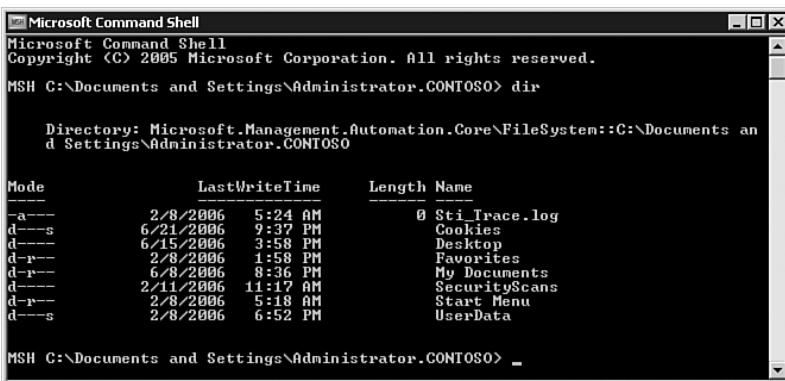 MSH Microsoft Command Shell
Microsoft Command Shell
Copyright (C) 2005 Microsoft Corporation. All rights reserved.
MSH C:\Documents and Settings\Administrator.CONTOSO> dir
Directory: Microsoft.Management.Automation.Core\FileSystem::C:\Documents an
d Settings\Administrator.CONTOSO
Mode LastWriteTime Length Name
---- ------------- ------ ----
-a--- 2/8/2006 5:24 AM 0 Sti_Trace.log
d---s 6/21/2006 9:37 PM Cookies
d---- 6/15/2006 3:58 PM Desktop
d-r-- 2/8/2006 1:58 PM Favorites
d-r-- 6/8/2006 8:36 PM My Documents
d---- 2/11/2006 11:17 AM SecurityScans
d-r-- 2/8/2006 5:18 AM Start Menu
d---s 2/8/2006 6:52 PM UserData
MSH C:\Documents and Settings\Administrator.CONTOSO> _